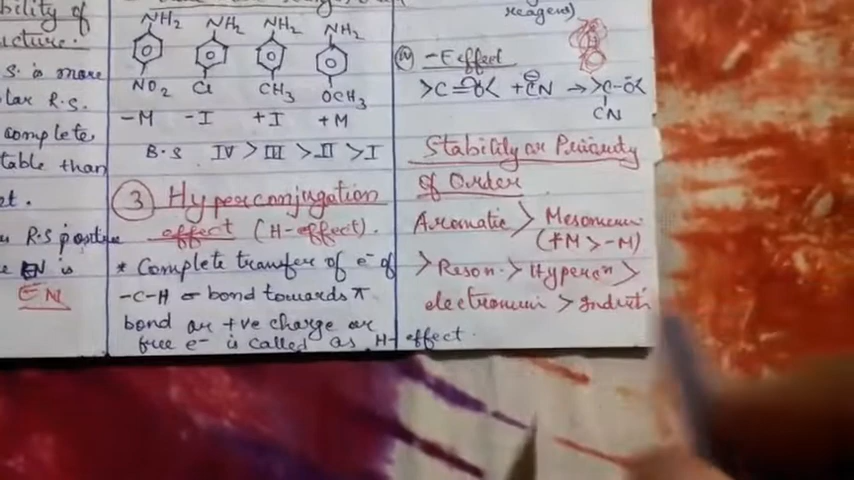 bility of
ucture.
s. is more
lar R.S.
complete
table than
et.
R.S positive
is
EN
NH₂ NH₂ NH₂ NH₂
NO₂ Cl CH₃ OCH₃
-M -I +I +M
B.S IV > III > II > I
③ Hyperconjugation
effect (H-effect).
* Complete transfer of e⁻ of
-C-H σ bond towards π
bond or +ve charge or
free e⁻ is called as H-effect.
reagent)
(iv) -E effect
>C=O< + CN → >C-O<
CN
Stability or Priority
of Order
Aromatic > Mesomeric
(+M > -M)
> Reson > Hypercon >
electromeric > Inductive